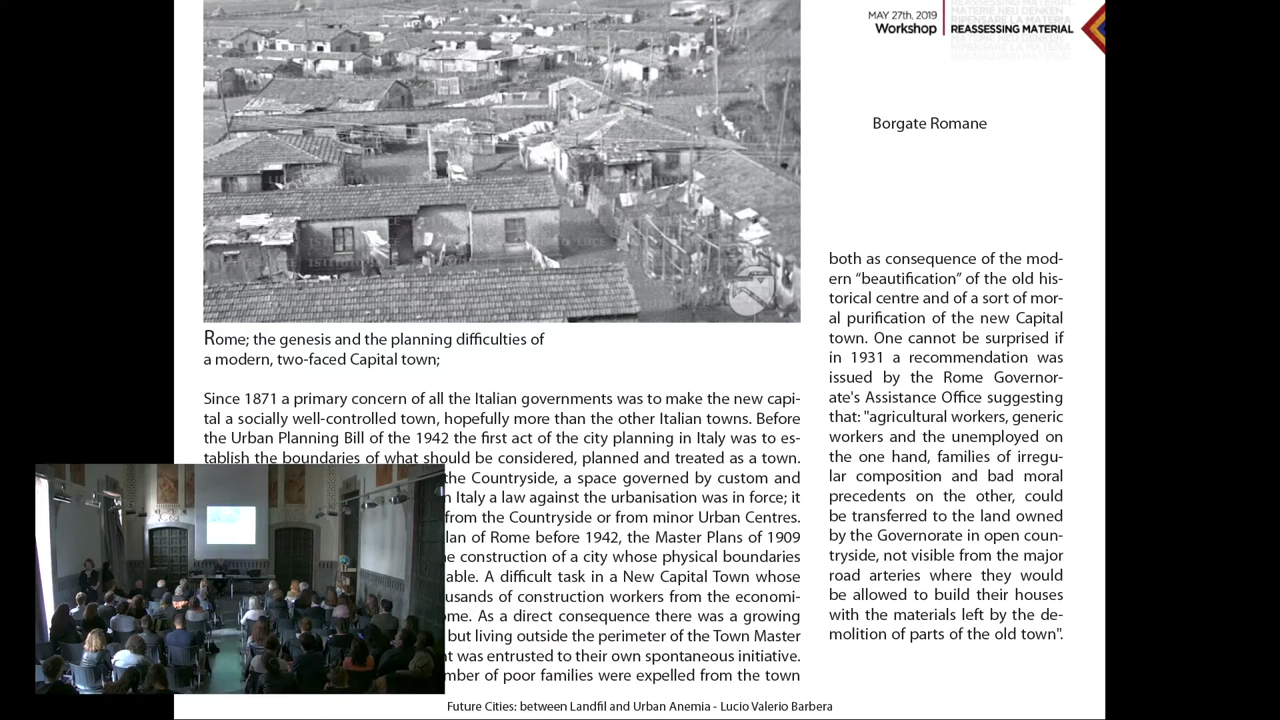 MAY 27th, 2019
Workshop
REASSESSING MATERIAL
MATERIE NEU DENKEN
RIPENSARE LA MATERIA
REASSESSING MATERIAL
Borgate Romane
ISTITUTO LUCE
Rome; the genesis and the planning difficulties of
a modern, two-faced Capital town;
Since 1871 a primary concern of all the Italian governments was to make the new capi-
tal a socially well-controlled town, hopefully more than the other Italian towns. Before
the Urban Planning Bill of the 1942 the first act of the city planning in Italy was to es-
tablish the boundaries of what should be considered, planned and treated as a town.
the Countryside, a space governed by custom and
n Italy a law against the urbanisation was in force; it
from the Countryside or from minor Urban Centres.
lan of Rome before 1942, the Master Plans of 1909
e construction of a city whose physical boundaries
able. A difficult task in a New Capital Town whose
usands of construction workers from the economi-
ome. As a direct consequence there was a growing
but living outside the perimeter of the Town Master
t was entrusted to their own spontaneous initiative.
mber of poor families were expelled from the town
both as consequence of the mod-
ern “beautification” of the old his-
torical centre and of a sort of mor-
al purification of the new Capital
town. One cannot be surprised if
in 1931 a recommendation was
issued by the Rome Governor-
ate's Assistance Office suggesting
that: "agricultural workers, generic
workers and the unemployed on
the one hand, families of irregu-
lar composition and bad moral
precedents on the other, could
be transferred to the land owned
by the Governorate in open coun-
tryside, not visible from the major
road arteries where they would
be allowed to build their houses
with the materials left by the de-
molition of parts of the old town".
Future Cities: between Landfil and Urban Anemia - Lucio Valerio Barbera